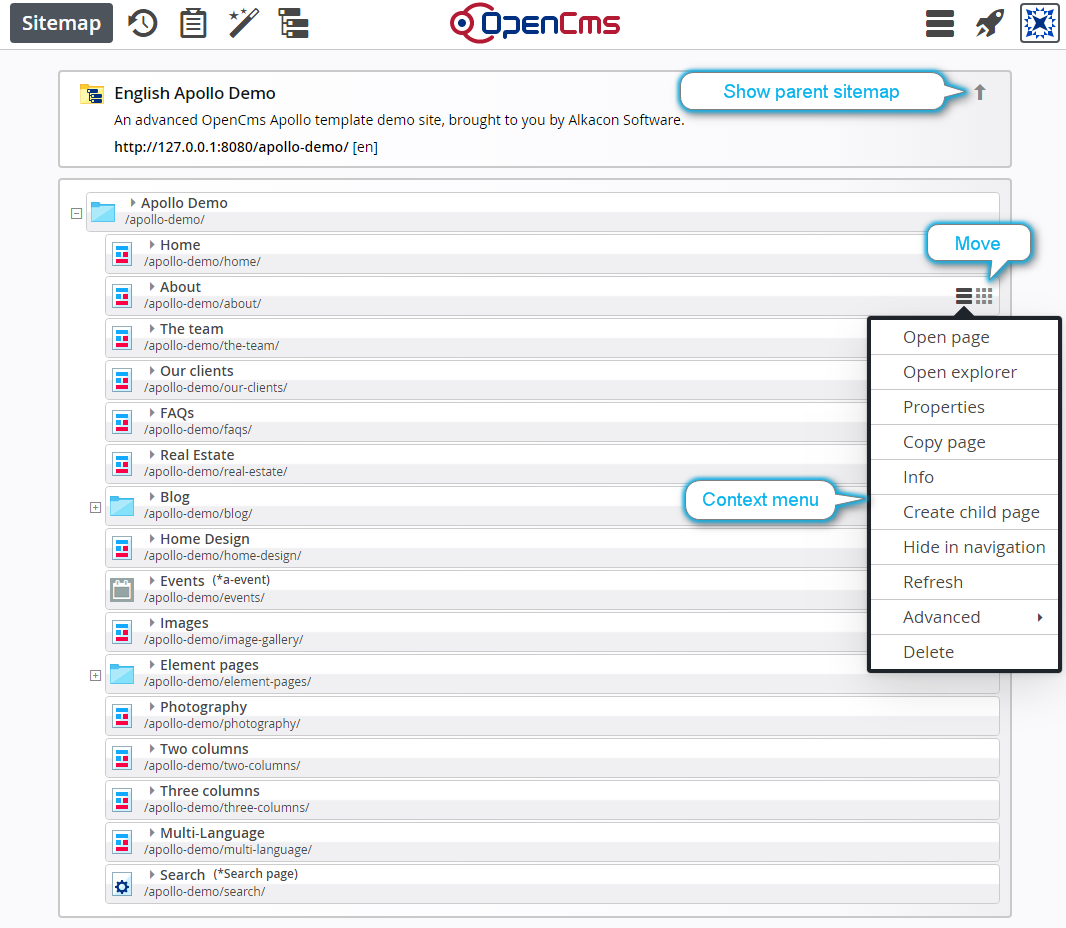 Sitemap
OpenCms
English Apollo Demo
Show parent sitemap
An advanced OpenCms Apollo template demo site, brought to you by Alkacon Software.
http://127.0.0.1:8080/apollo-demo/ [en]
Apollo Demo
/apollo-demo/
Home
/apollo-demo/home/
Move
About
/apollo-demo/about/
The team
/apollo-demo/the-team/
Our clients
/apollo-demo/our-clients/
FAQs
/apollo-demo/faqs/
Real Estate
/apollo-demo/real-estate/
Blog
/apollo-demo/blog/
Home Design
/apollo-demo/home-design/
Events (*a-event)
/apollo-demo/events/
Images
/apollo-demo/image-gallery/
Element pages
/apollo-demo/element-pages/
Photography
/apollo-demo/photography/
Two columns
/apollo-demo/two-columns/
Three columns
/apollo-demo/three-columns/
Multi-Language
/apollo-demo/multi-language/
Search (*Search page)
/apollo-demo/search/
Context menu
Open page
Open explorer
Properties
Copy page
Info
Create child page
Hide in navigation
Refresh
Advanced
Delete